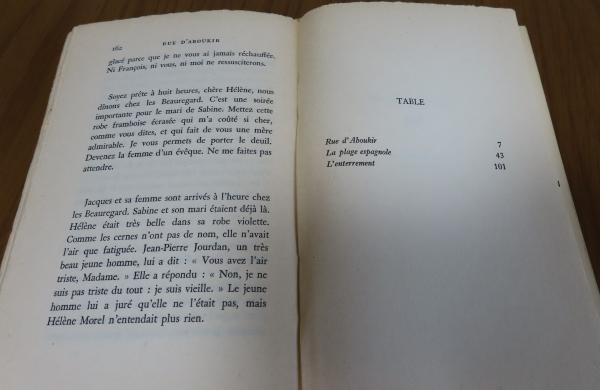 162 RUE D'ABOUKIR
glacé parce que je ne vous ai jamais réchauffée.
Ni François, ni vous, ni moi ne ressusciterons.
Soyez prête à huit heures, chère Hélène, nous
dînons chez les Beauregard. C'est une soirée
importante pour le mari de Sabine. Mettez cette
robe framboise écrasée qui m'a coûté si cher,
comme vous dites, et qui fait de vous une mère
admirable. Je vous permets de porter le deuil.
Devenez la femme d'un évêque. Ne me faites pas
attendre.
Jacques et sa femme sont arrivés à l'heure chez
les Beauregard. Sabine et son mari étaient déjà là.
Hélène était très belle dans sa robe violette.
Comme les cernes n'ont pas de nom, elle n'avait
l'air que fatiguée. Jean-Pierre Jourdan, un très
beau jeune homme, lui a dit : « Vous avez l'air
triste, Madame. » Elle a répondu : « Non, je ne
suis pas triste du tout : je suis vieille. » Le jeune
homme lui a juré qu'elle ne l'était pas, mais
Hélène Morel n'entendait plus rien.
TABLE
Rue d'Aboukir 7
La plage espagnole 43
L'enterrement 101